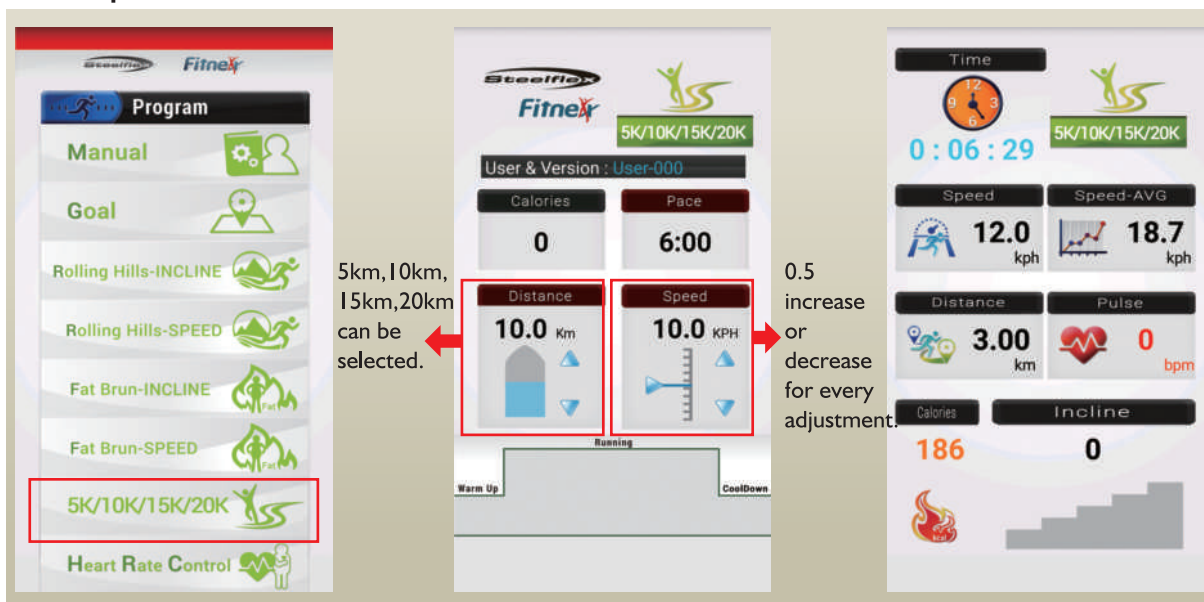 Steelflex Fitnexx
Program
Manual
Goal
Rolling Hills-INCLINE
Rolling Hills-SPEED
Fat Brun-INCLINE
Fat Brun-SPEED
Fat
5K/10K/15K/20K
Heart Rate Control
5km,10km,
15km,20km
can be
selected.
Steelflex
Fitnexx
5K/10K/15K/20K
User & Version : User-000
Calories Pace
0 6:00
Distance Speed
10.0 Km 10.0 KPH
Running
Warm Up CoolDown
0.5
increase
or
decrease
for every
adjustment.
Time
12
9 3
6
0 : 06 : 29
5K/10K/15K/20K
Speed Speed-AVG
12.0 kph 18.7 kph
Distance Pulse
3.00 km 0 bpm
Calories Incline
186 0
kcal